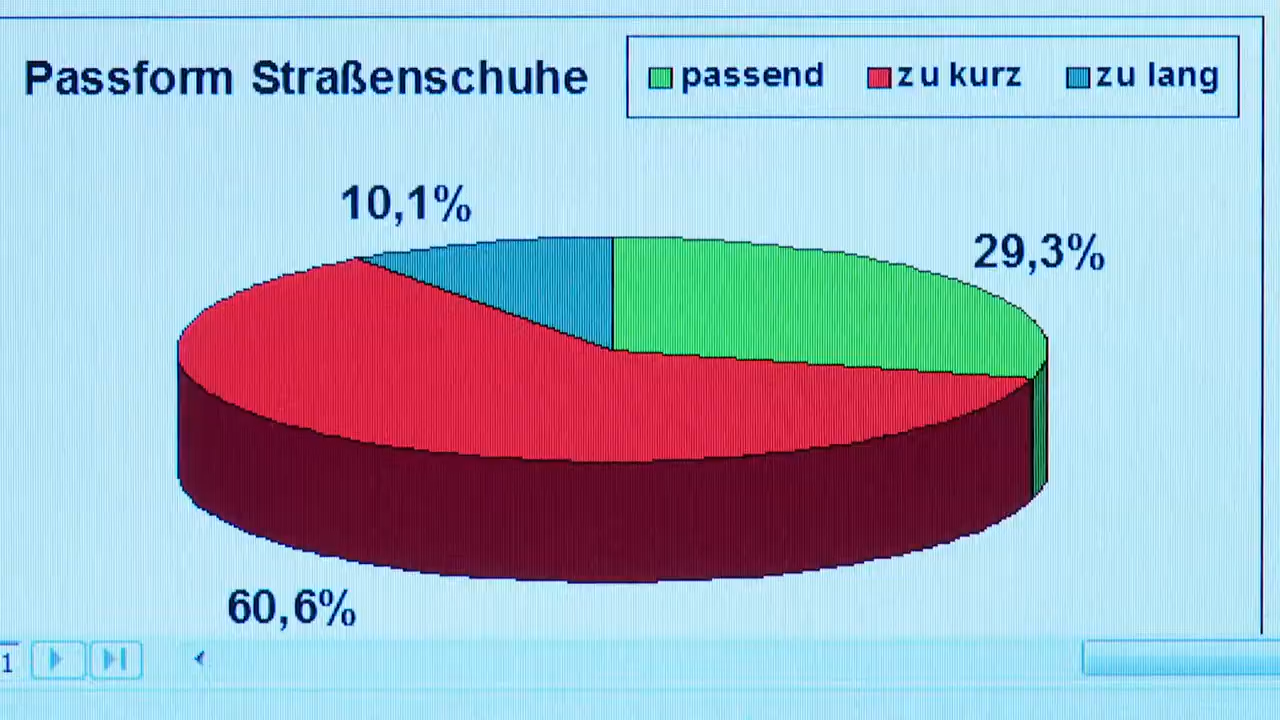 Passform Straßenschuhe
passend zu kurz zu lang
10,1%
29,3%
60,6%
1